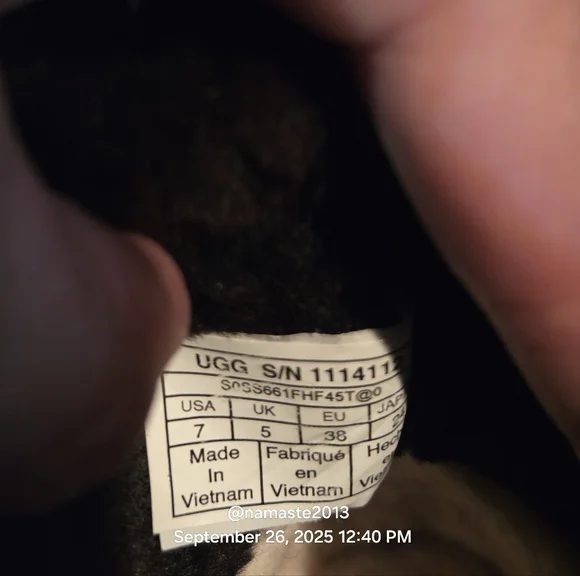 UGG S/N 1114112
S0SS661FHF45T@0
USA UK EU
7 5 38
Made Fabriqué
In en
Vietnam Vietnam
@namaste2013
September 26, 2025 12:40 PM